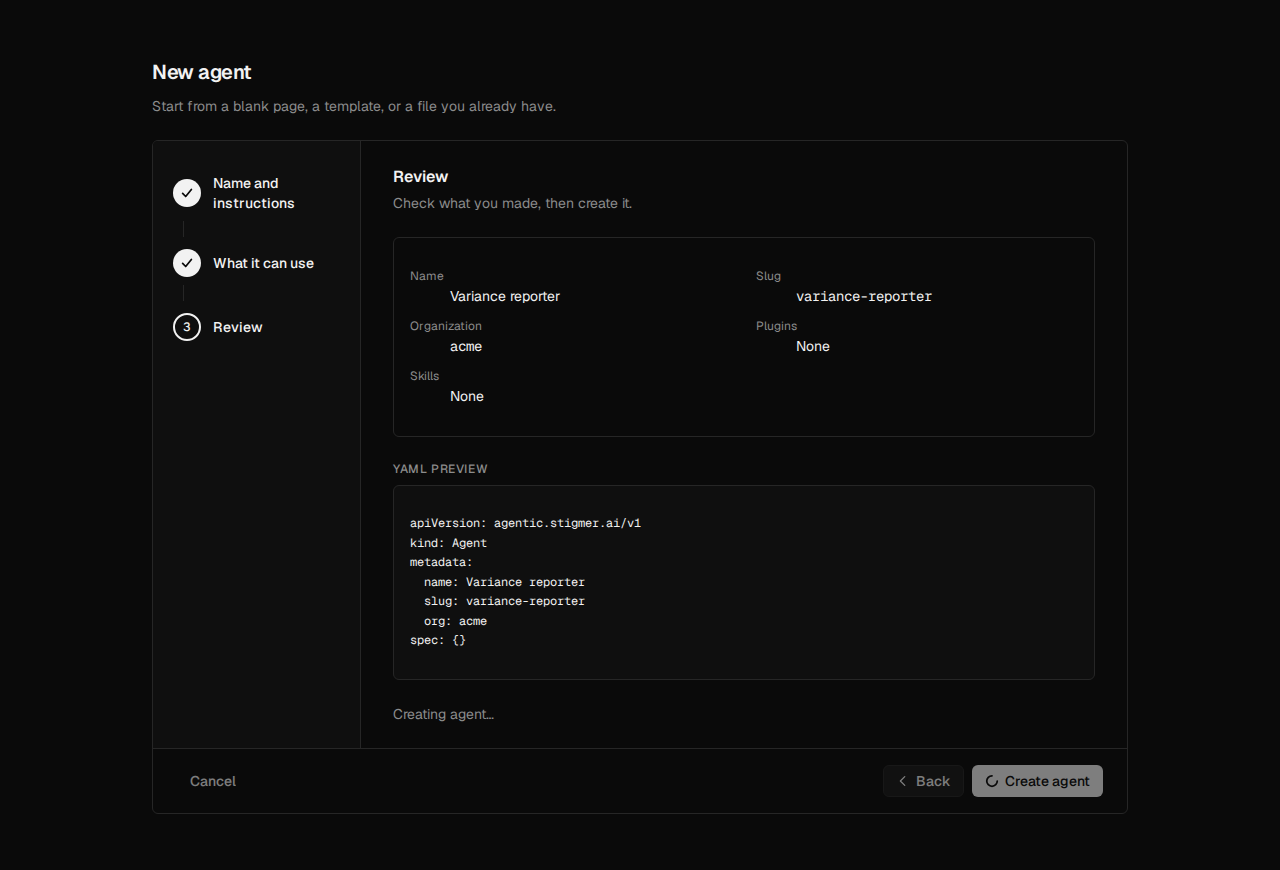 New agent
Start from a blank page, a template, or a file you already have.
Name and
instructions
What it can use
3
Review
Review
Check what you made, then create it.
Name
Variance reporter
Slug
variance-reporter
Organization
acme
Plugins
None
Skills
None
YAML PREVIEW
apiVersion: agentic.stigmer.ai/v1
kind: Agent
metadata:
  name: Variance reporter
  slug: variance-reporter
  org: acme
spec: {}
Creating agent…
Cancel
Back
Create agent